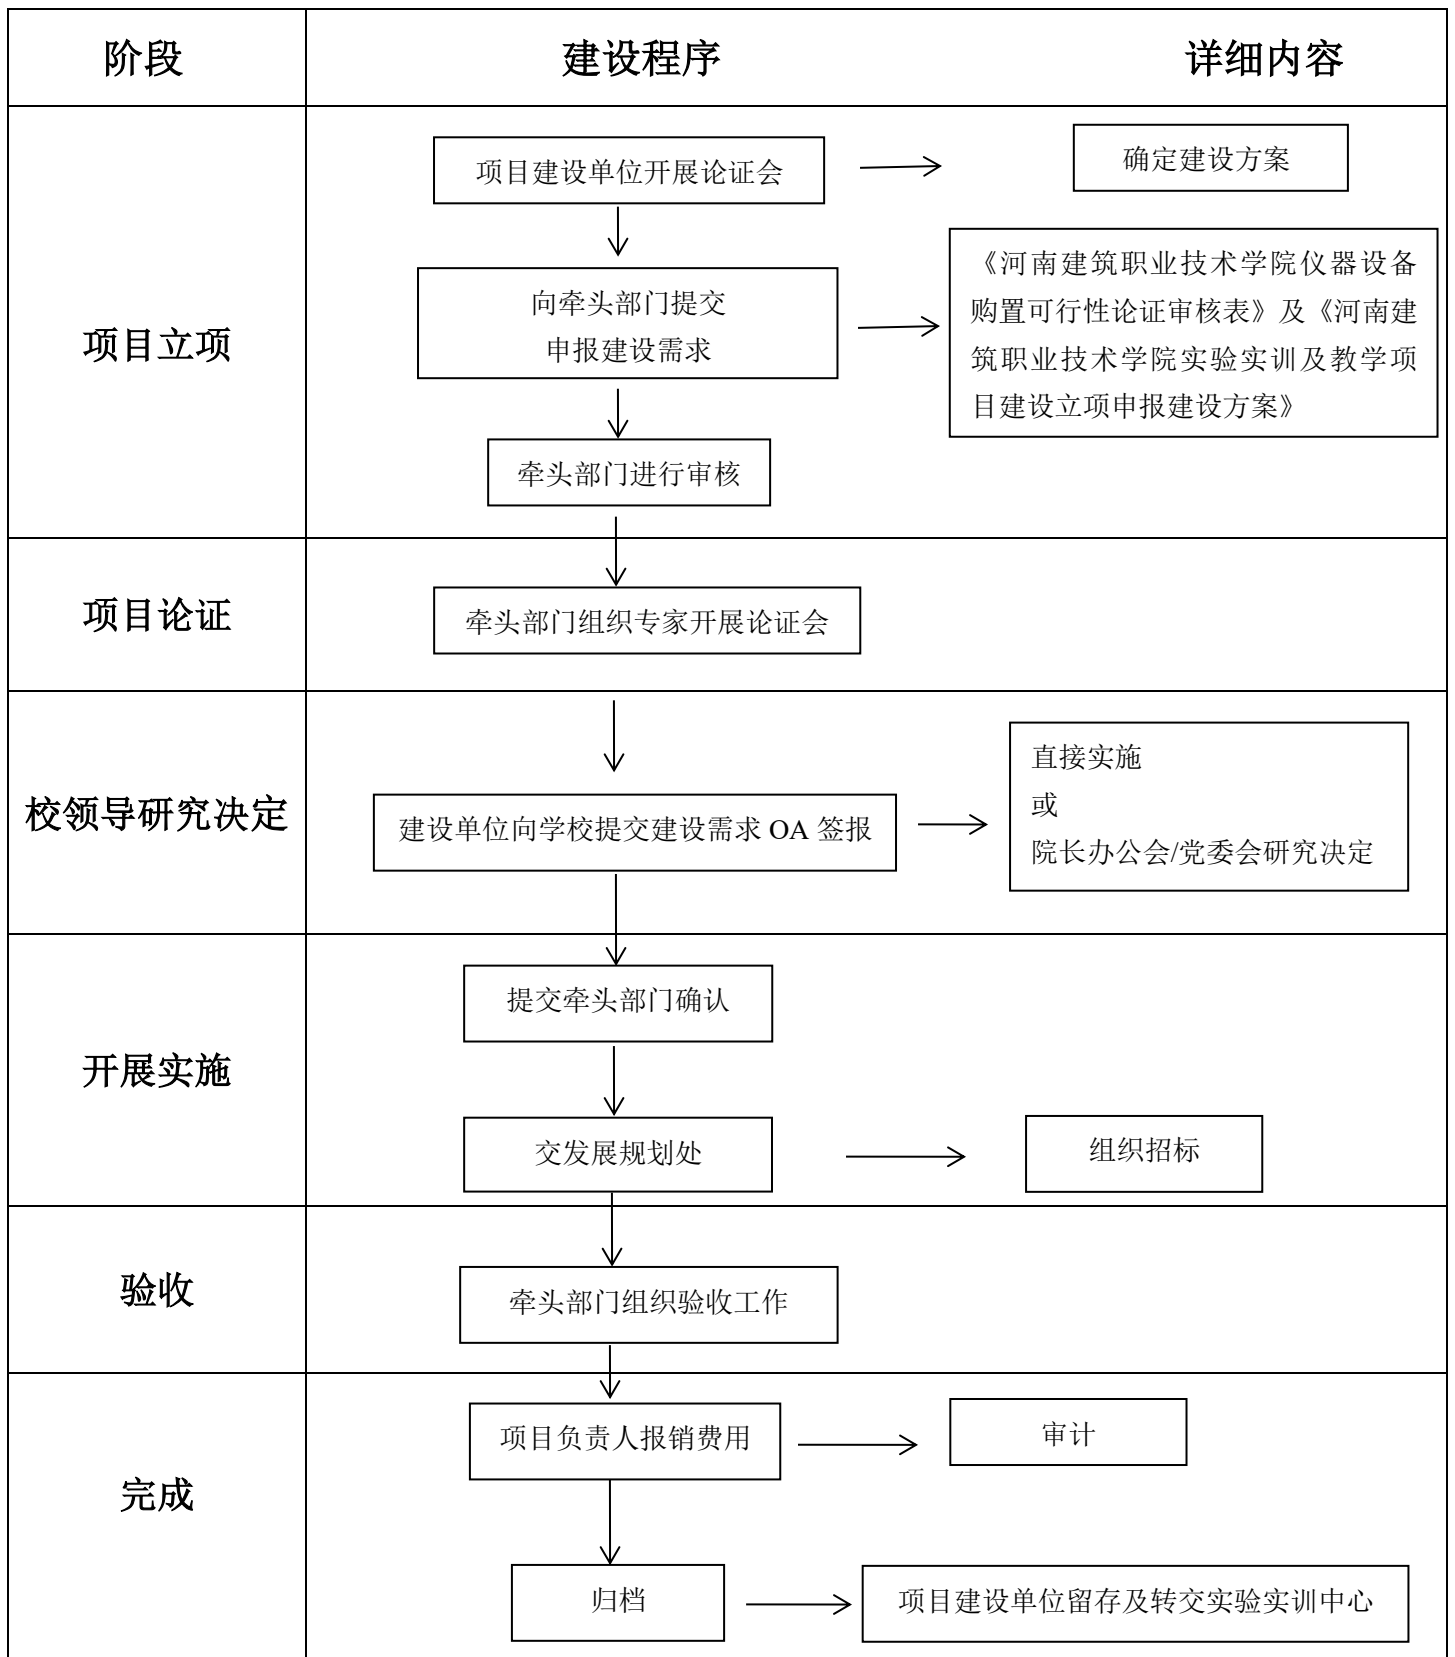 阶段
建设程序
详细内容
项目立项
项目建设单位开展论证会
确定建设方案
向牵头部门提交
申报建设需求
《河南建筑职业技术学院仪器设备
购置可行性论证审核表》及《河南建
筑职业技术学院实验实训及教学项
目建设立项申报建设方案》
牵头部门进行审核
项目论证
牵头部门组织专家开展论证会
校领导研究决定
建设单位向学校提交建设需求 OA 签报
直接实施
或
院长办公会/党委会研究决定
开展实施
提交牵头部门确认
交发展规划处
组织招标
验收
牵头部门组织验收工作
完成
项目负责人报销费用
审计
归档
项目建设单位留存及转交实验实训中心